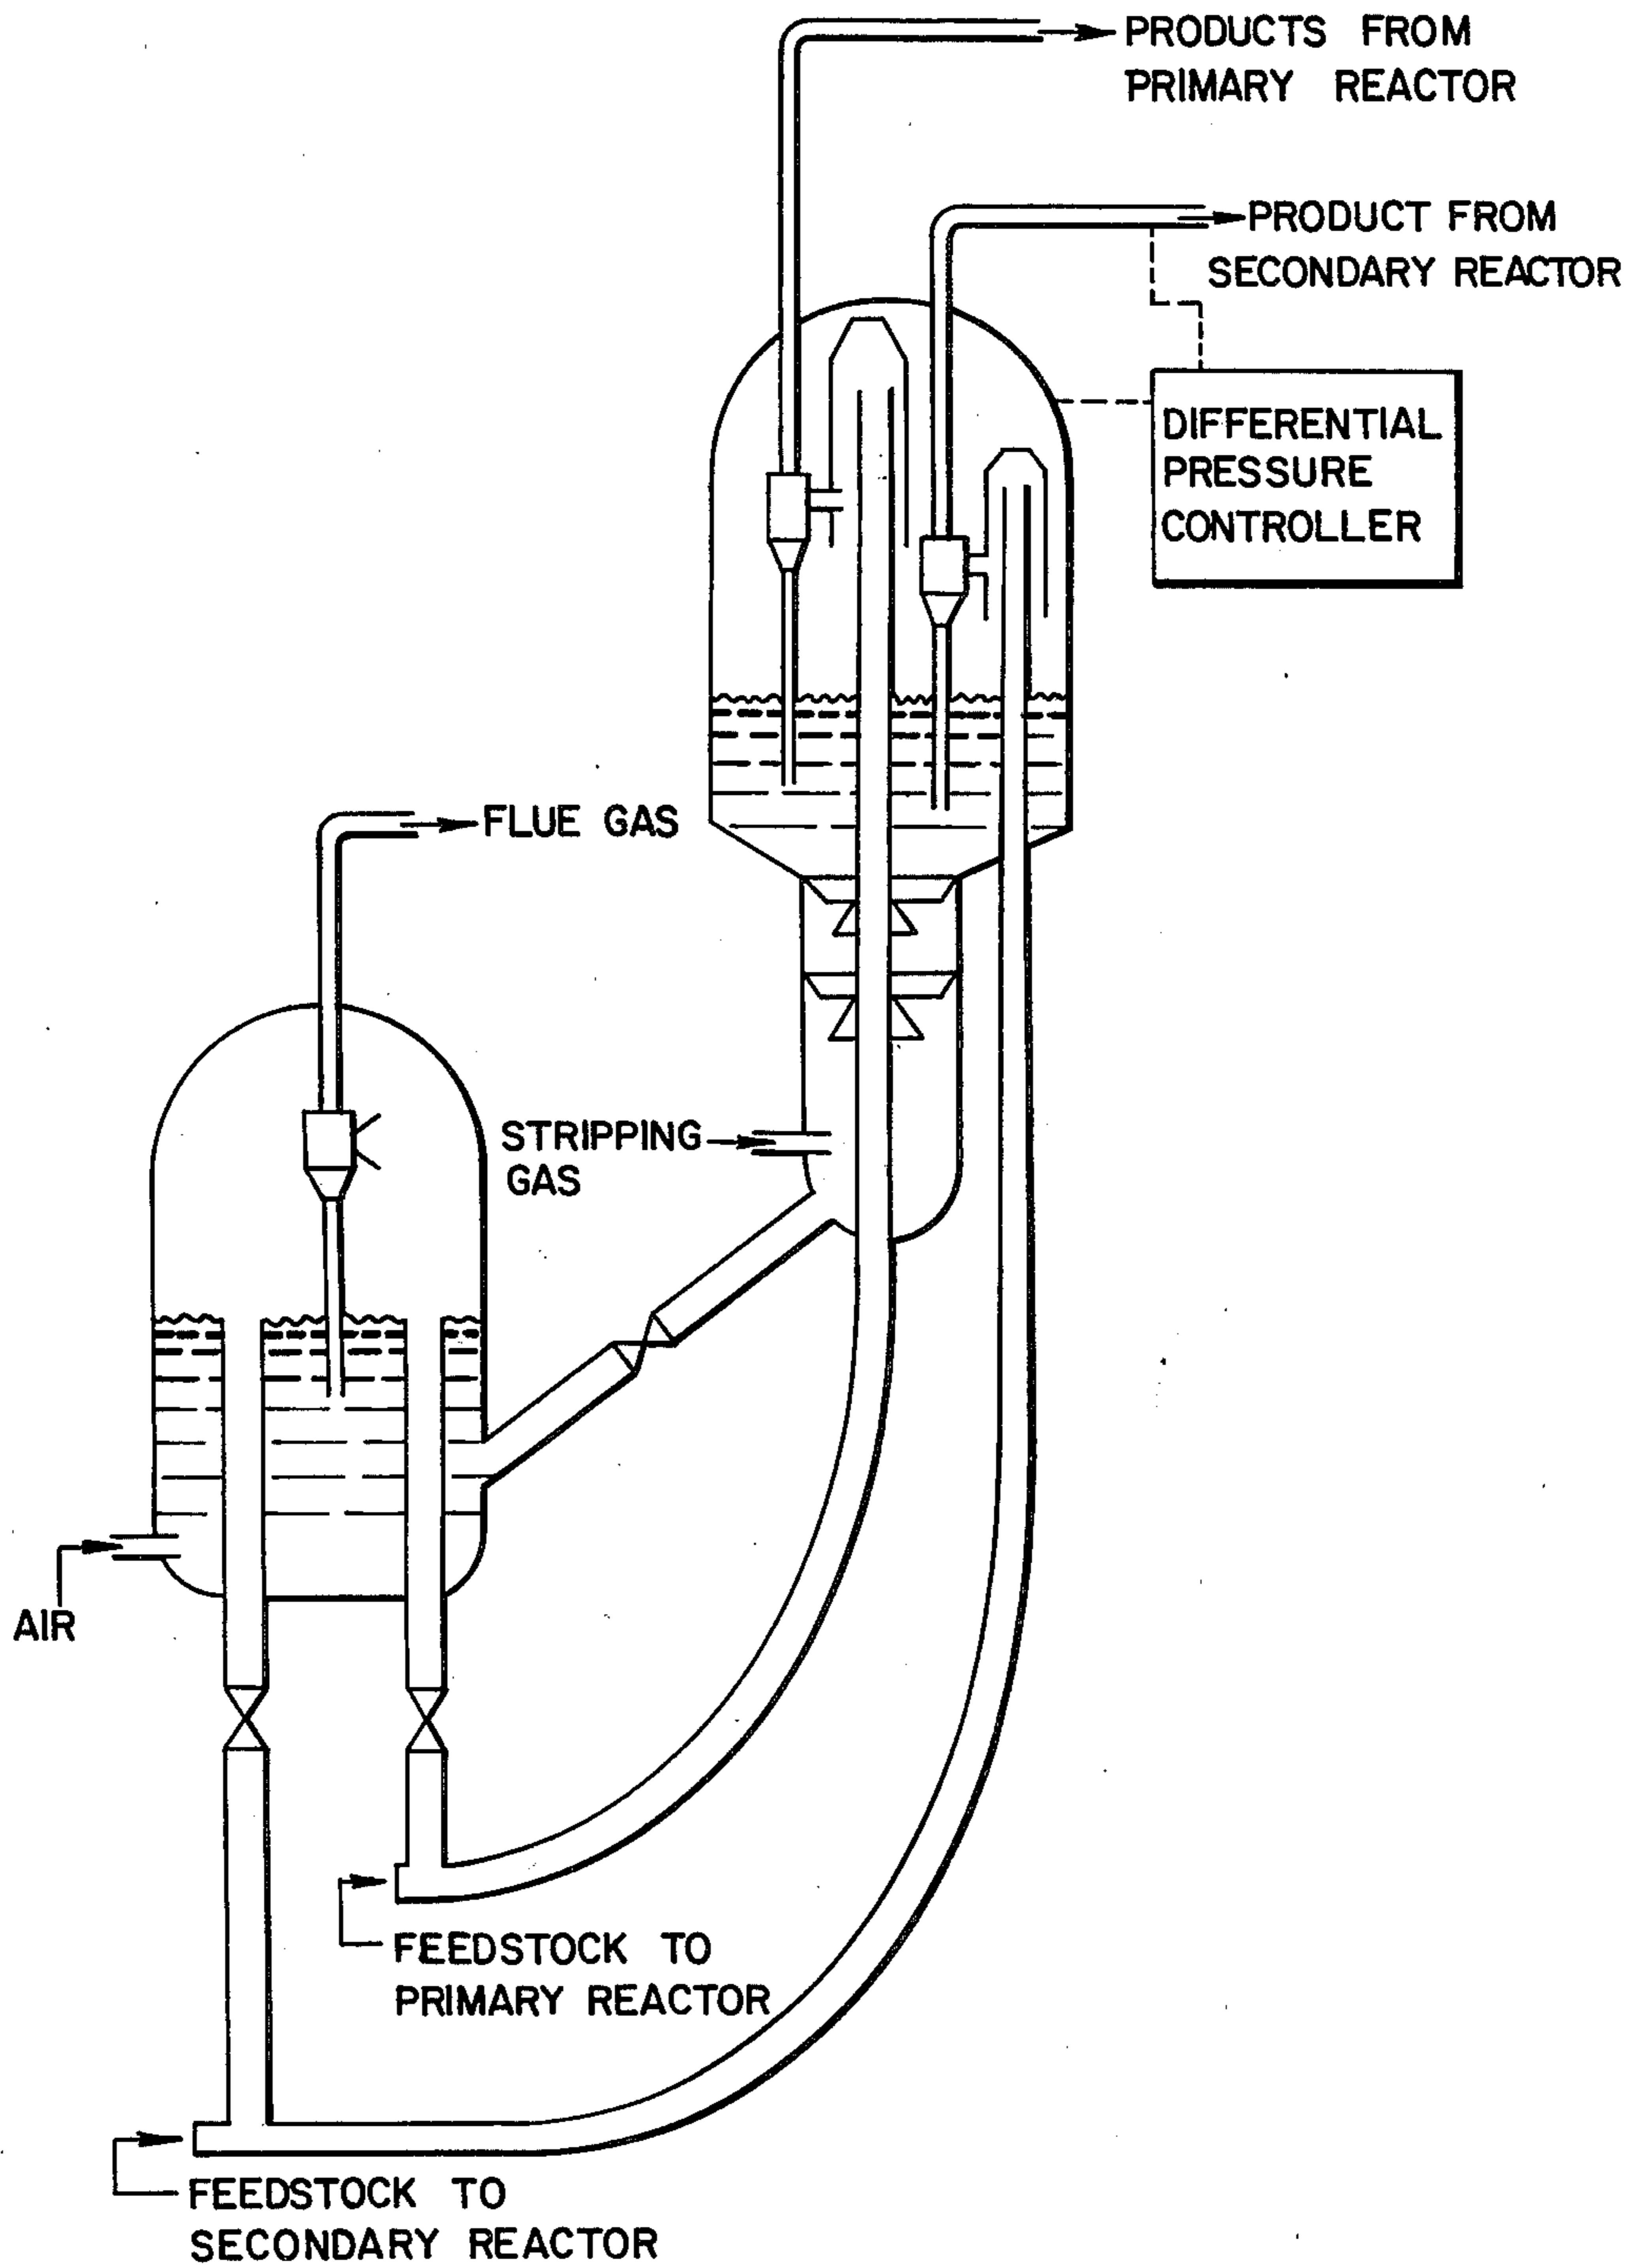 PRODUCTS FROM
PRIMARY REACTOR
PRODUCT FROM
SECONDARY REACTOR
DIFFERENTIAL
PRESSURE
CONTROLLER
FLUE GAS
STRIPPING
GAS
AIR
FEEDSTOCK TO
PRIMARY REACTOR
FEEDSTOCK TO
SECONDARY REACTOR